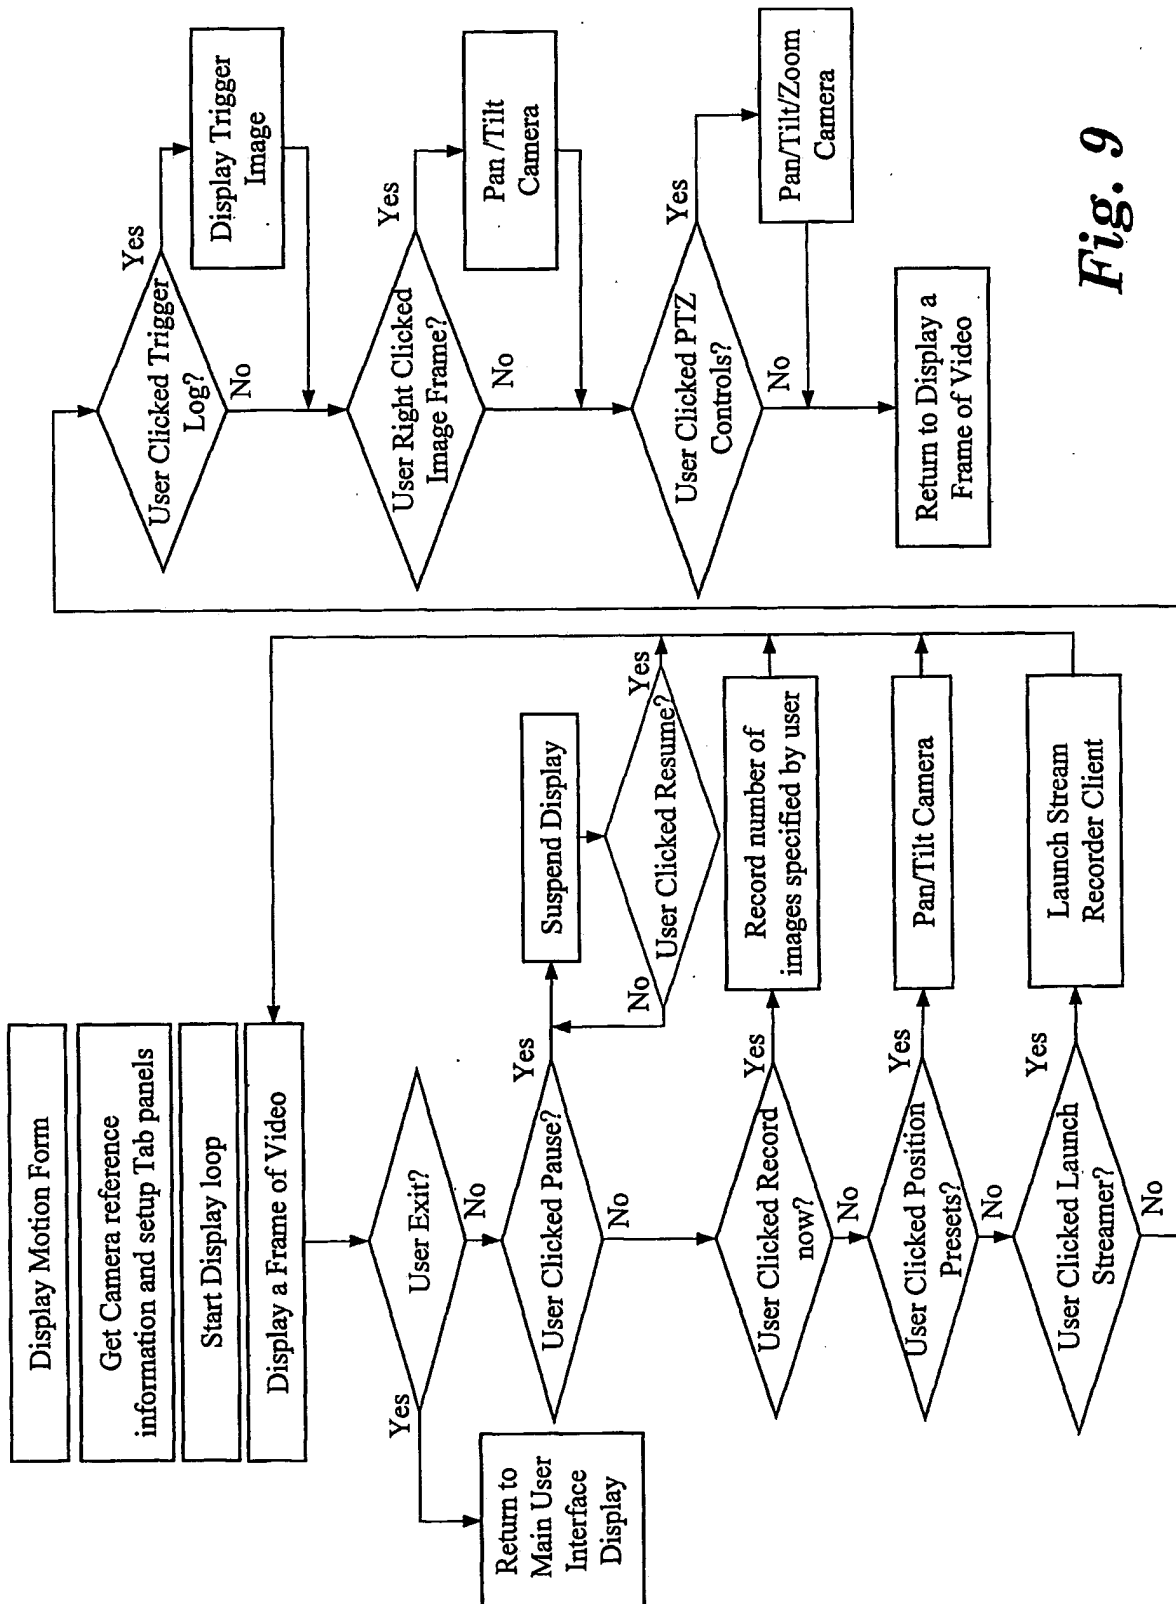 Display Motion Form
Get Camera reference
information and setup Tab panels
Start Display loop
Display a Frame of Video
User Exit?
Yes
No
Return to
Main User
Interface
Display
User Clicked Pause?
Yes
No
Suspend Display
User Clicked Resume?
Yes
No
User Clicked Record
now?
Yes
No
Record number of
images specified by user
User Clicked Position
Presets?
Yes
No
Pan/Tilt Camera
User Clicked Launch
Streamer?
Yes
No
Launch Stream
Recorder Client
User Clicked Trigger
Log?
Yes
No
Display Trigger
Image
User Right Clicked
Image Frame?
Yes
No
Pan /Tilt
Camera
User Clicked PTZ
Controls?
Yes
No
Pan/Tilt/Zoom
Camera
Return to Display a
Frame of Video
Fig. 9